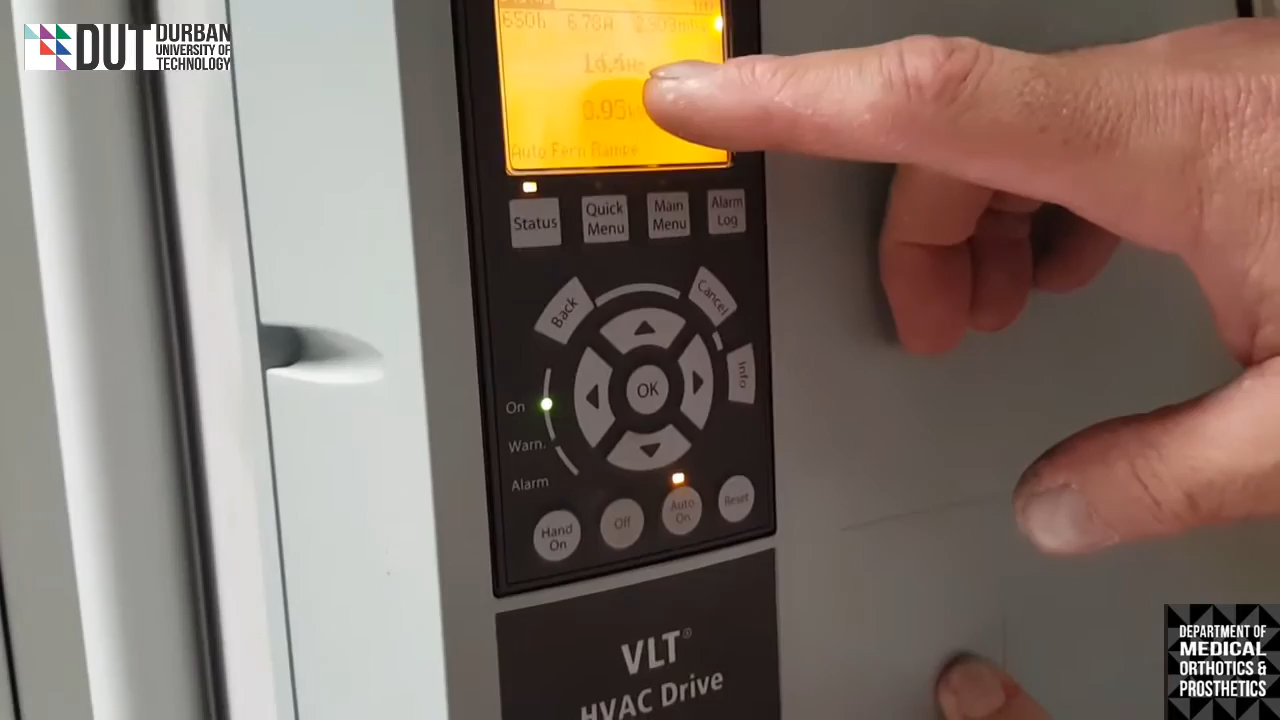 DUT DURBAN
UNIVERSITY OF
TECHNOLOGY
650h 6.78A
14.4Hz
0.95
Auto Fern Rampe
Status
Quick
Menu
Main
Menu
Alarm
Log
Back
Cancel
Info
OK
On
Warn.
Alarm
Hand
On
Off
Auto
On
Reset
VLT®
HVAC Drive
DEPARTMENT OF
MEDICAL
ORTHOTICS &
PROSTHETICS